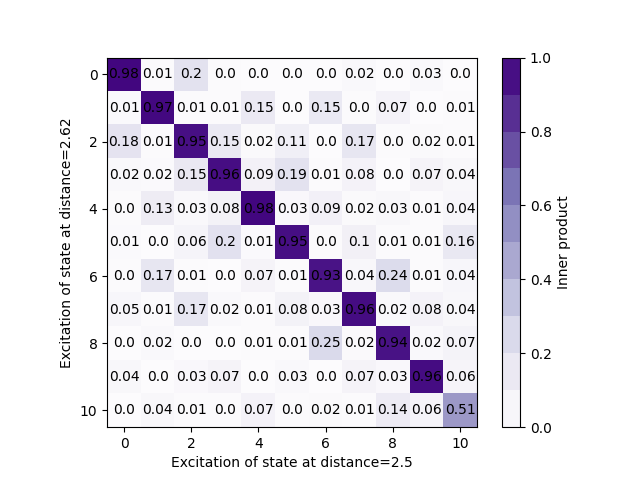 0 0.98 0.01 0.2 0.0 0.0 0.0 0.0 0.02 0.0 0.03 0.0
0.01 0.97 0.01 0.01 0.15 0.0 0.15 0.0 0.07 0.0 0.01
2 0.18 0.01 0.95 0.15 0.02 0.11 0.0 0.17 0.0 0.02 0.01
0.02 0.02 0.15 0.96 0.09 0.19 0.01 0.08 0.0 0.07 0.04
4 0.0 0.13 0.03 0.08 0.98 0.03 0.09 0.02 0.03 0.01 0.04
0.01 0.0 0.06 0.2 0.01 0.95 0.0 0.1 0.01 0.01 0.16
6 0.0 0.17 0.01 0.0 0.07 0.01 0.93 0.04 0.24 0.01 0.04
0.05 0.01 0.17 0.02 0.01 0.08 0.03 0.96 0.02 0.08 0.04
8 0.0 0.02 0.0 0.0 0.01 0.01 0.25 0.02 0.94 0.02 0.07
0.04 0.0 0.03 0.07 0.0 0.03 0.0 0.07 0.03 0.96 0.06
10 0.0 0.04 0.01 0.0 0.07 0.0 0.02 0.01 0.14 0.06 0.51
0 2 4 6 8 10
Excitation of state at distance=2.5
Excitation of state at distance=2.62
1.0
0.8
0.6
0.4
0.2
0.0
Inner product